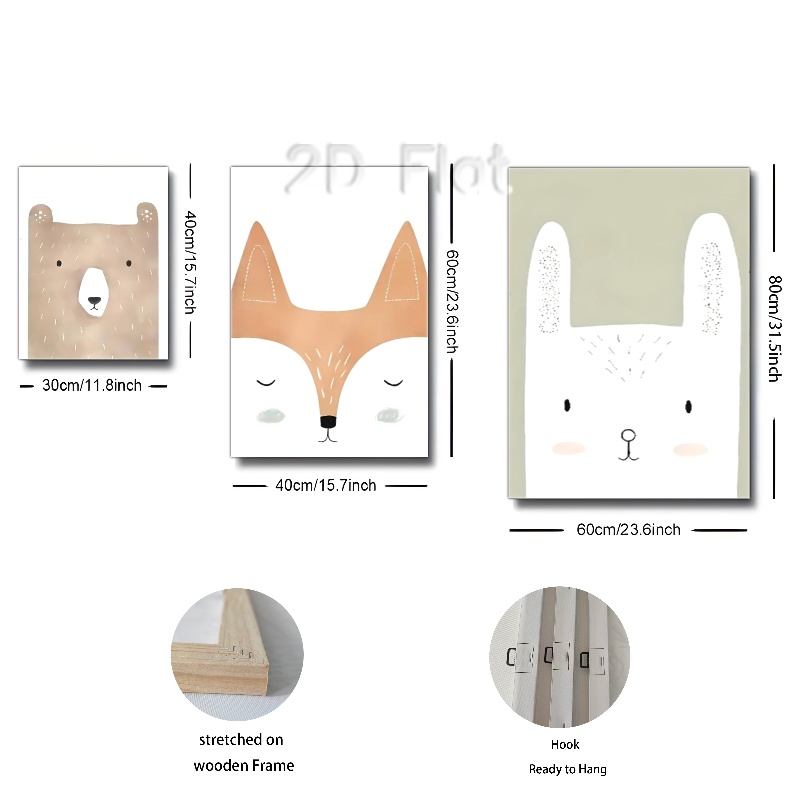 2D Flat
40cm/15.7inch
60cm/23.6inch
80cm/31.5inch
30cm/11.8inch
40cm/15.7inch
60cm/23.6inch
stretched on
wooden Frame
Hook
Ready to Hang